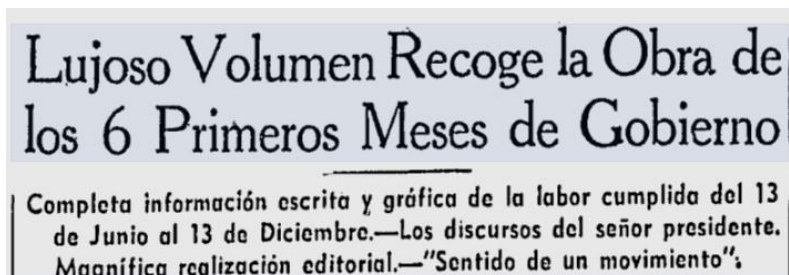 Lujoso Volumen Recoge la Obra de
los 6 Primeros Meses de Gobierno
Completa información escrita y gráfica de la labor cumplida del 13
de Junio al 13 de Diciembre.—Los discursos del señor presidente.
Magnífica realización editorial.—"Sentido de un movimiento".